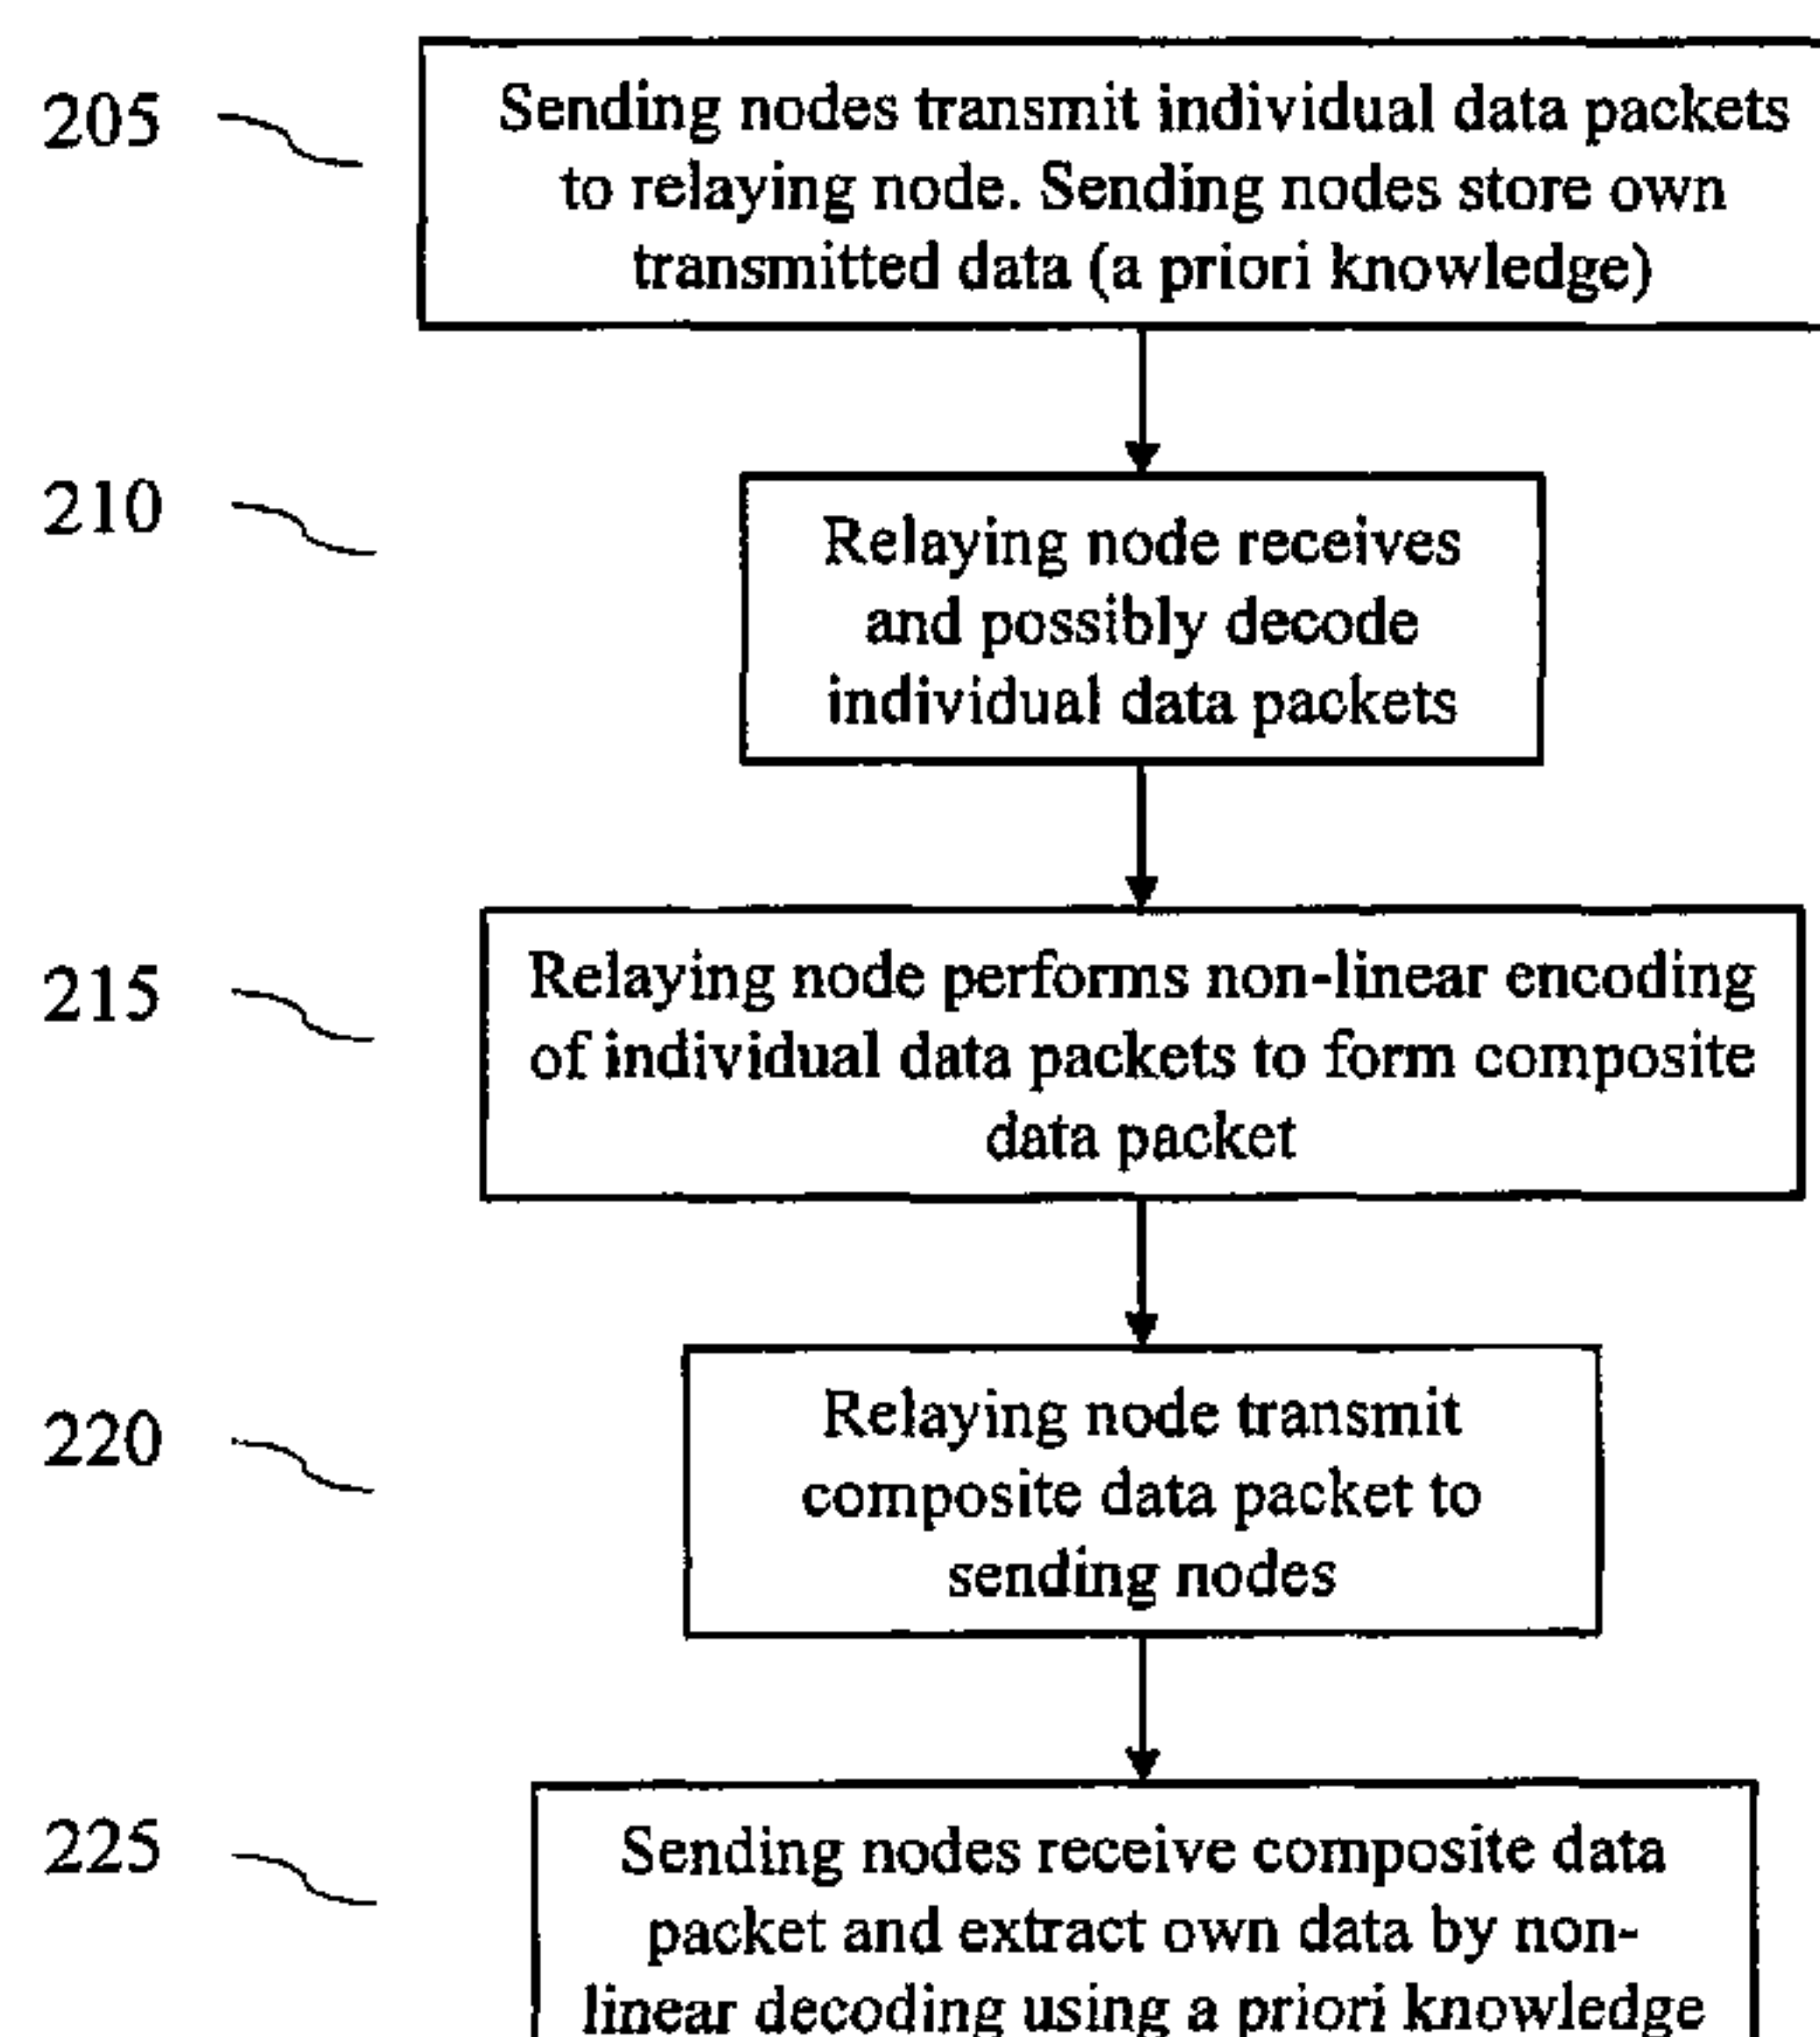 205
Sending nodes transmit individual data packets
to relaying node. Sending nodes store own
transmitted data (a priori knowledge)
210
Relaying node receives
and possibly decode
individual data packets
215
Relaying node performs non-linear encoding
of individual data packets to form composite
data packet
220
Relaying node transmit
composite data packet to
sending nodes
225
Sending nodes receive composite data
packet and extract own data by non-
linear decoding using a priori knowledge